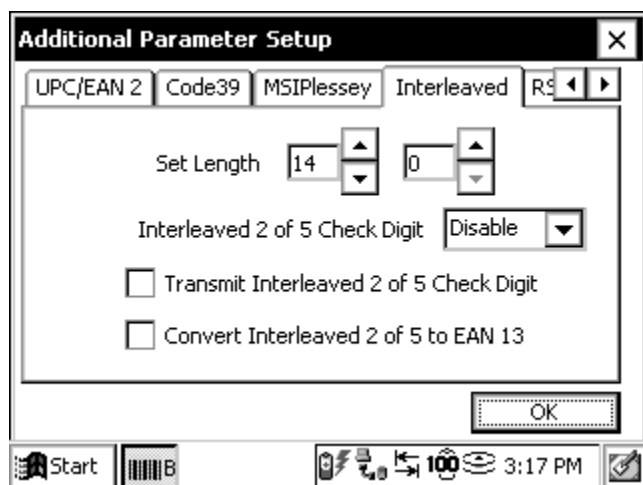 Additional Parameter Setup
UPC/EAN 2 Code39 MSIPlessey Interleaved RS
Set Length 14 0
Interleaved 2 of 5 Check Digit Disable
Transmit Interleaved 2 of 5 Check Digit
Convert Interleaved 2 of 5 to EAN 13
OK
Start B 100 3:17 PM